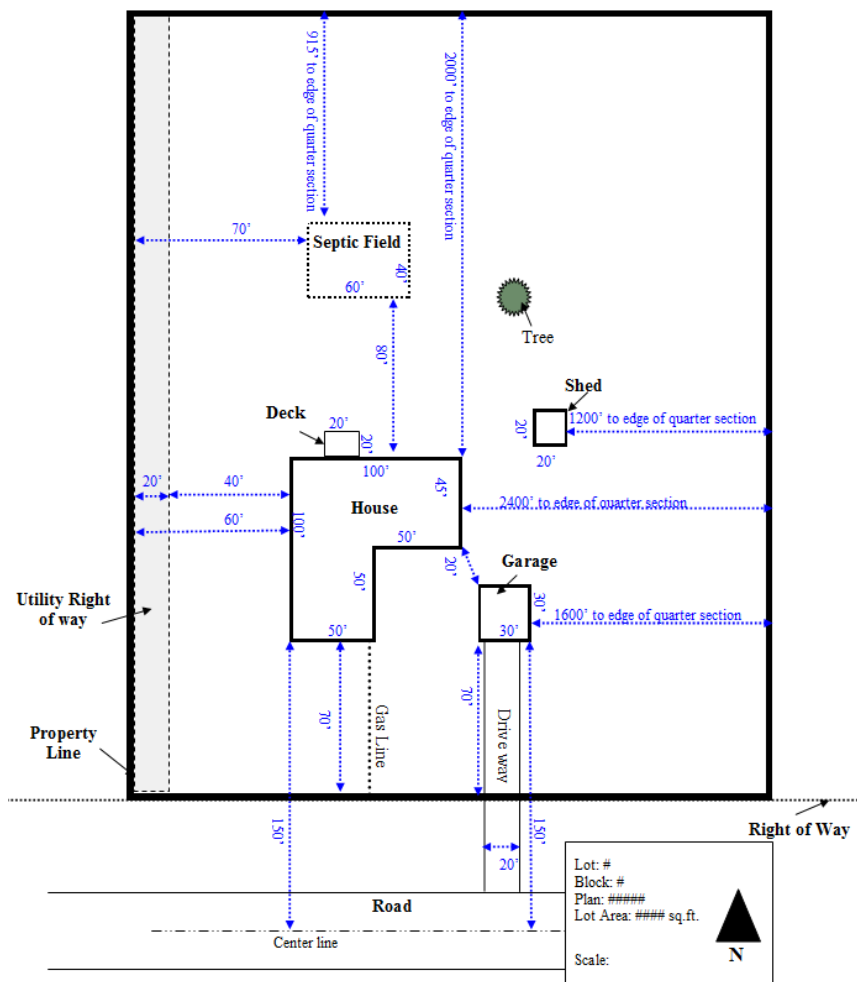 915' to edge of quarter section
2000' to edge of quarter section
70'
Septic Field
40'
60'
80'
Tree
Shed
1200' to edge of quarter section
20'
20'
Deck
20'
20'
100'
45'
20'
40'
House
2400' to edge of quarter section
60'
100'
50'
20'
Garage
50'
30'
Utility Right
of way
1600' to edge of quarter section
50'
30'
70'
Gas Line
70'
Drive way
Property
Line
Right of Way
150'
150'
20'
Road
Center line
Lot: #
Block: #
Plan: #####
Lot Area: #### sq.ft.
Scale:
N